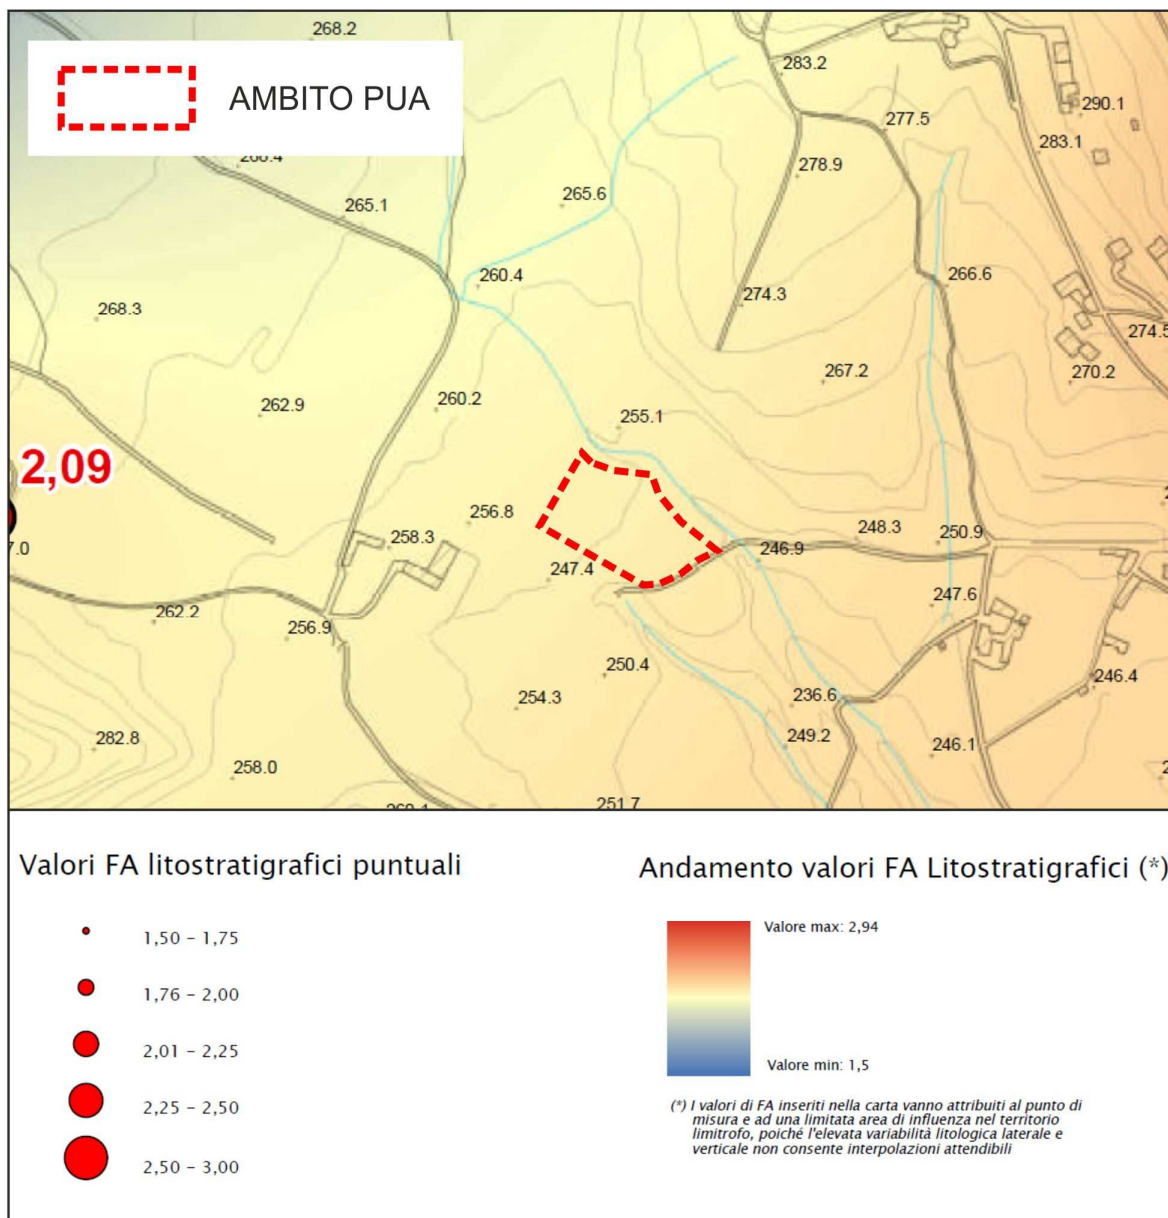 268.2
AMBITO PUA
283.2
290.1
277.5
283.1
278.9
265.6
265.1
260.4
266.6
268.3
274.3
274.5
267.2
270.2
260.2
262.9
255.1
2,09
256.8
248.3
250.9
258.3
246.9
7.0
247.4
247.6
262.2
256.9
250.4
246.4
254.3
236.6
282.8
249.2
246.1
258.0
251.7
Valori FA litostratigrafici puntuali
1,50 – 1,75
1,76 – 2,00
2,01 – 2,25
2,25 – 2,50
2,50 – 3,00
Andamento valori FA Litostratigrafici (*)
Valore max: 2,94
Valore min: 1,5
(*) I valori di FA inseriti nella carta vanno attribuiti al punto di
misura e ad una limitata area di influenza nel territorio
limitrofo, poiché l'elevata variabilità litologica laterale e
verticale non consente interpolazioni attendibili